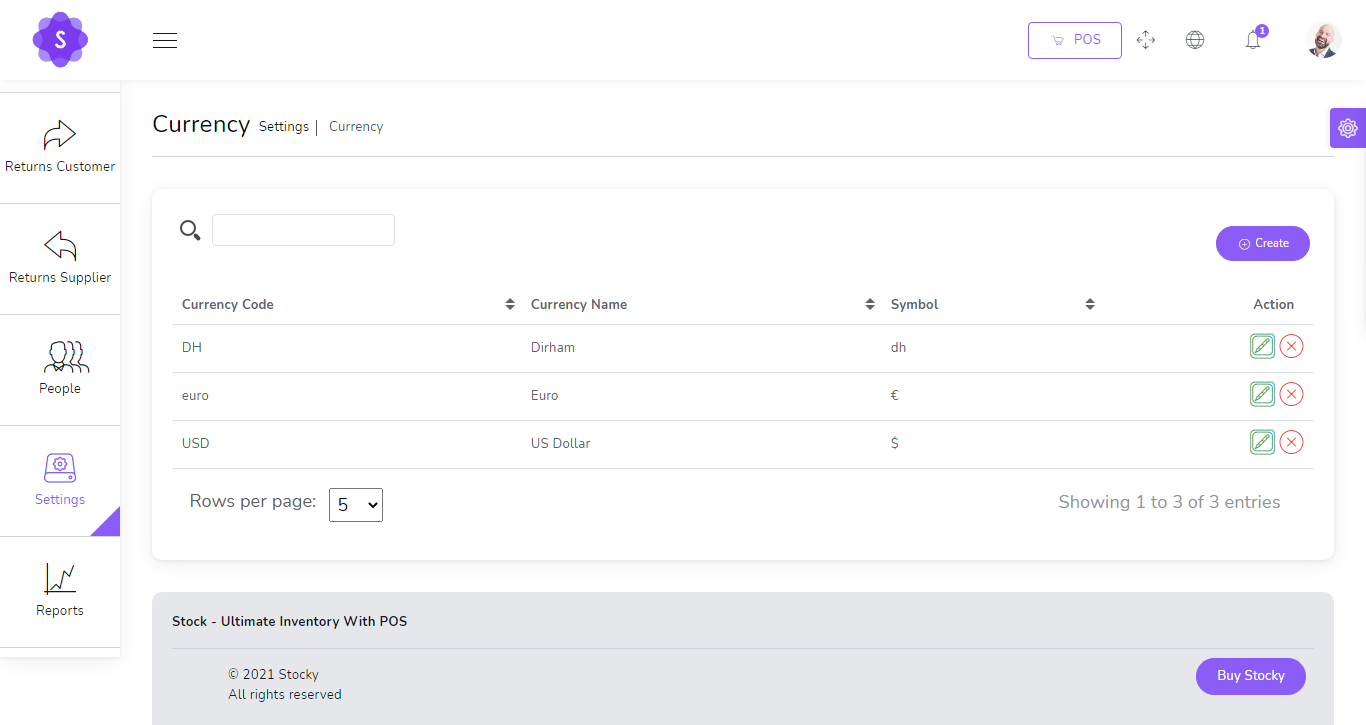 S
POS
1
Returns Customer
Returns Supplier
People
Settings
Reports
Currency Settings | Currency
Create
Currency Code Currency Name Symbol Action
DH Dirham dh
euro Euro €
USD US Dollar $
Rows per page: 5 Showing 1 to 3 of 3 entries
Stock - Ultimate Inventory With POS
© 2021 Stocky
All rights reserved
Buy Stocky